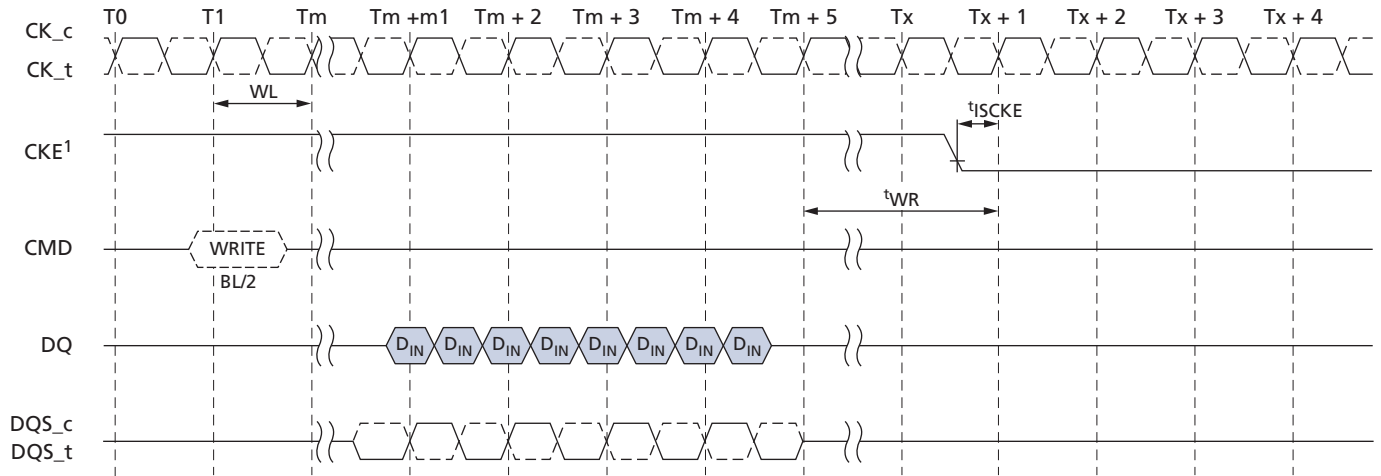 T0 T1 Tm Tm +m1 Tm + 2 Tm + 3 Tm + 4 Tm + 5 Tx Tx + 1 Tx + 2 Tx + 3 Tx + 4
CK_c
CK_t
WL
tISCKE
CKE1
tWR
CMD WRITE
BL/2
DQ DIN DIN DIN DIN DIN DIN DIN DIN
DQS_c
DQS_t